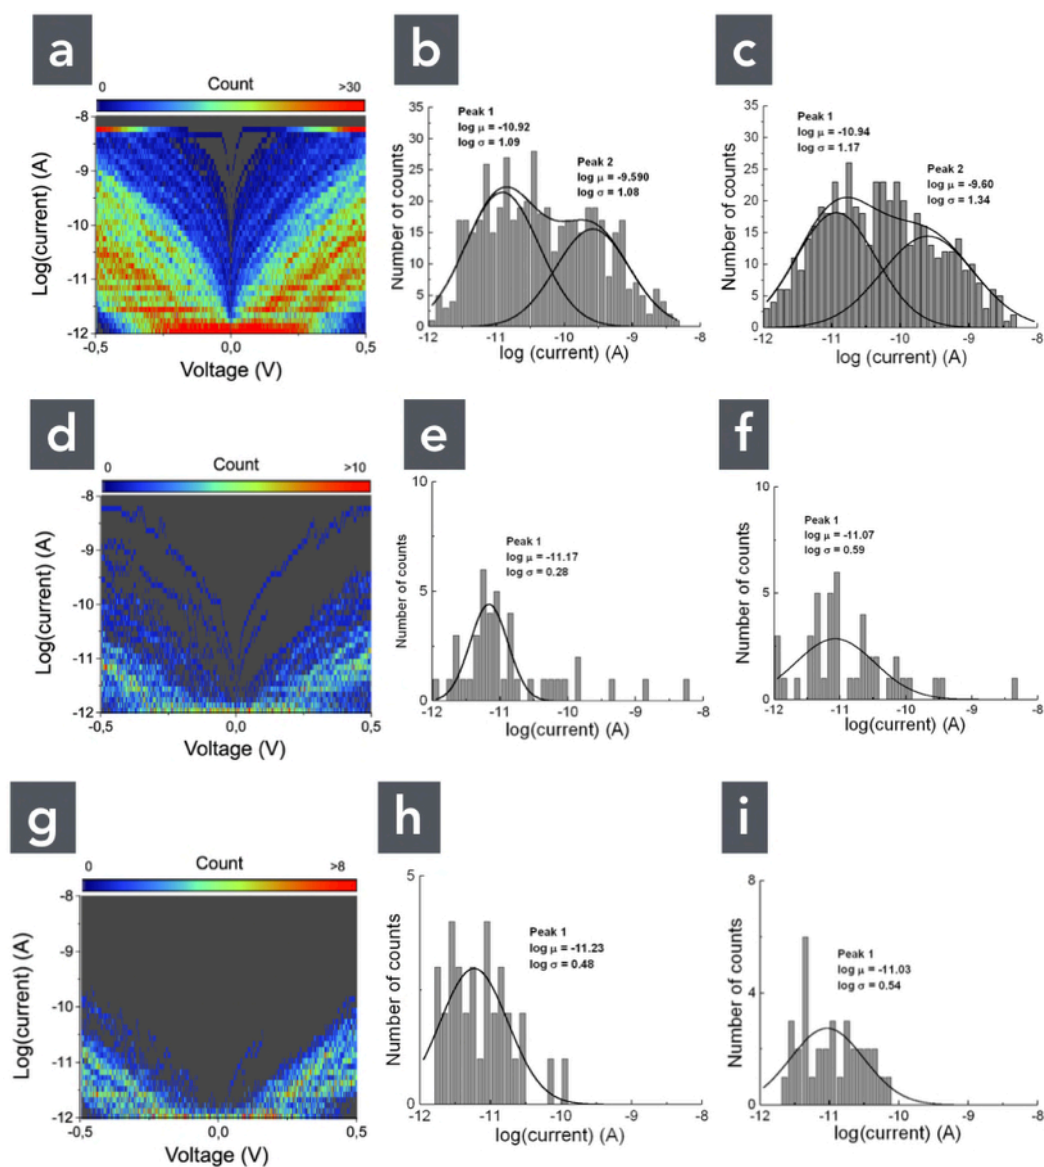 a
Count
0
>30
Log(current) (A)
-8
-9
-10
-11
-12
-0,5
0,0
0,5
Voltage (V)
b
Number of counts
35
30
25
20
15
10
5
0
Peak 1
log μ = -10.92
log σ = 1.09
Peak 2
log μ = -9.590
log σ = 1.08
-12
-11
-10
-9
-8
log (current) (A)
c
Number of counts
35
30
25
20
15
10
5
0
Peak 1
log μ = -10.94
log σ = 1.17
Peak 2
log μ = -9.60
log σ = 1.34
-12
-11
-10
-9
-8
log (current) (A)
d
Count
0
>10
Log(current) (A)
-8
-9
-10
-11
-12
-0,5
0,0
0,5
Voltage (V)
e
Number of counts
10
5
0
Peak 1
log μ = -11.17
log σ = 0.28
-12
-11
-10
-9
-8
log(current) (A)
f
Number of counts
10
5
0
Peak 1
log μ = -11.07
log σ = 0.59
-12
-11
-10
-9
-8
log(current) (A)
g
Count
0
>8
Log(current) (A)
-8
-9
-10
-11
-12
-0,5
0,0
0,5
Voltage (V)
h
Number of counts
5
0
Peak 1
log μ = -11.23
log σ = 0.48
-12
-11
-10
-9
-8
log(current) (A)
i
Number of counts
8
4
0
Peak 1
log μ = -11.03
log σ = 0.54
-12
-11
-10
-9
-8
log(current) (A)